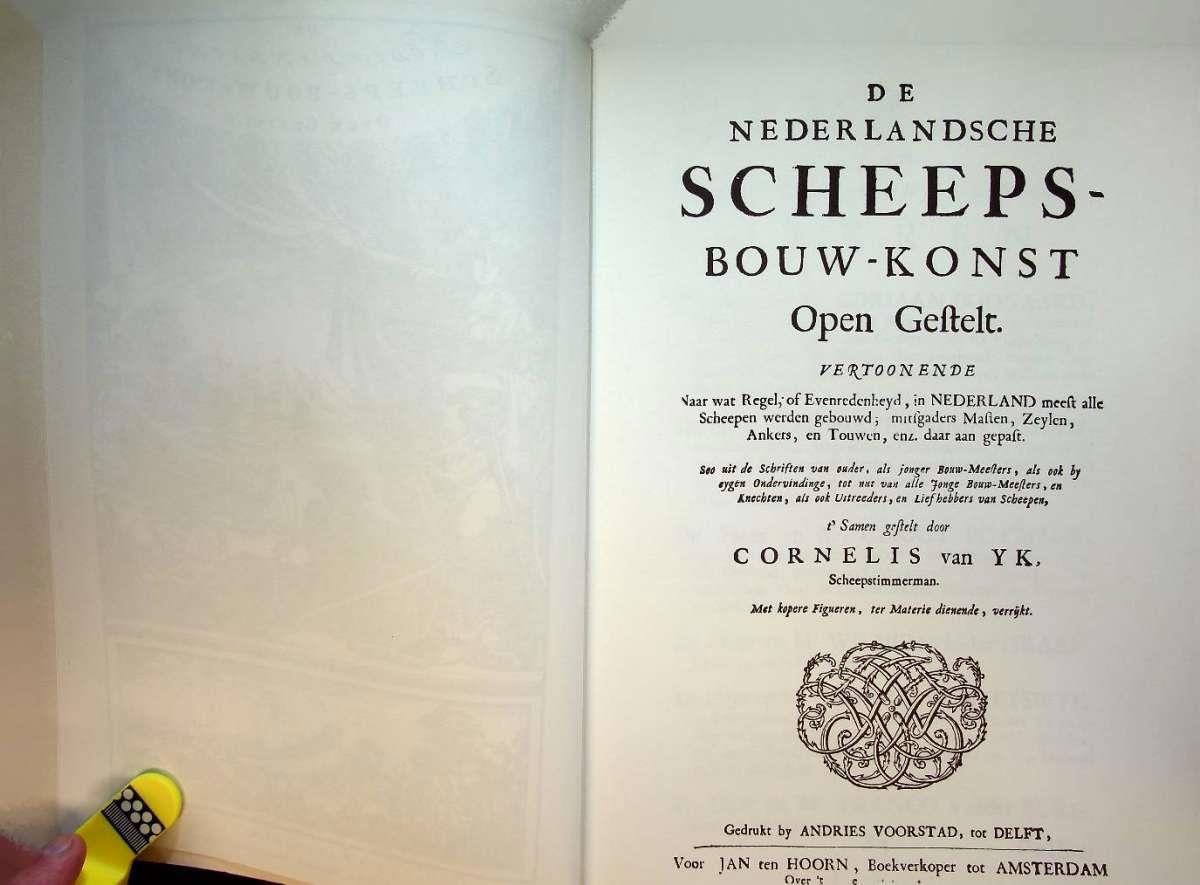 DE
NEDERLANDSCHE
SCHEEPS-
BOUW-KONST
Open Geſtelt.
VERTOONENDE
Naar wat Regel, of Evenredenheyd, in NEDERLAND meeſt alle
Scheepen werden gebouwd; mitſgaders Maſten, Zeylen,
Ankers, en Touwen, enz. daar aan gepaſt.
Soo uit de Schriften van ouder, als jonger Bouw-Meeſters, als ook by
eygen Ondervindinge, tot nut van alle Jonge Bouw-Meeſters, en
Knechten, als ook Uitreeders, en Liefhebbers van Scheepen,
t' Samen geſtelt door
CORNELIS van YK,
Scheepstimmerman.
Met kopere Figueren, ter Materie dienende, verrijkt.
Gedrukt by ANDRIES VOORSTAD, tot DELFT,
Voor JAN ten HOORN, Boekverkoper tot AMSTERDAM
Over 't